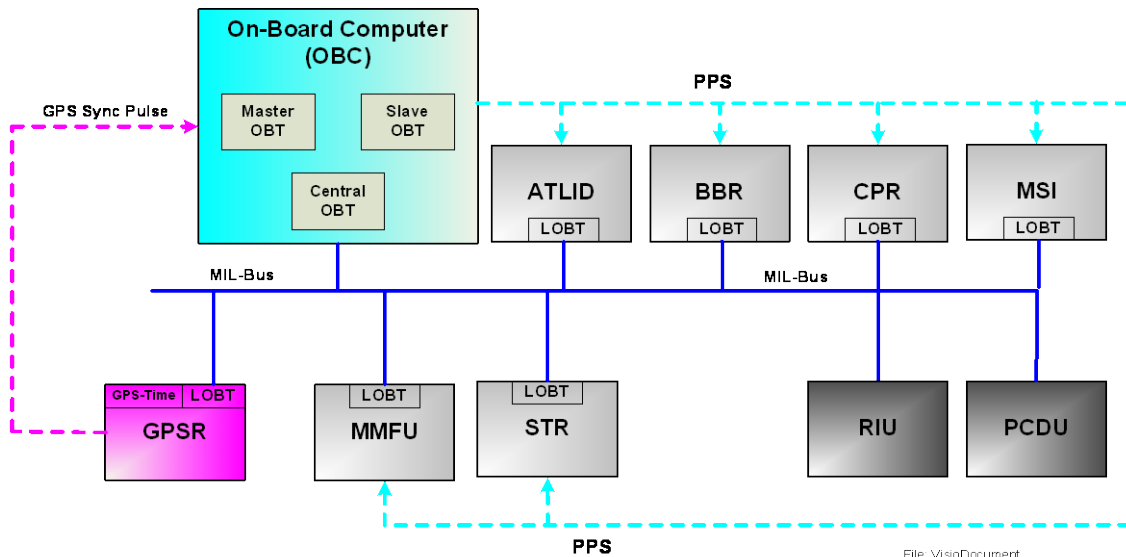 On-Board Computer
(OBC)
PPS
GPS Sync Pulse
Master
OBT
Slave
OBT
Central
OBT
ATLID
LOBT
BBR
LOBT
CPR
LOBT
MSI
LOBT
MIL-Bus
MIL-Bus
GPS-Time
LOBT
GPSR
LOBT
MMFU
LOBT
STR
RIU
PCDU
PPS
File: VisioDocument